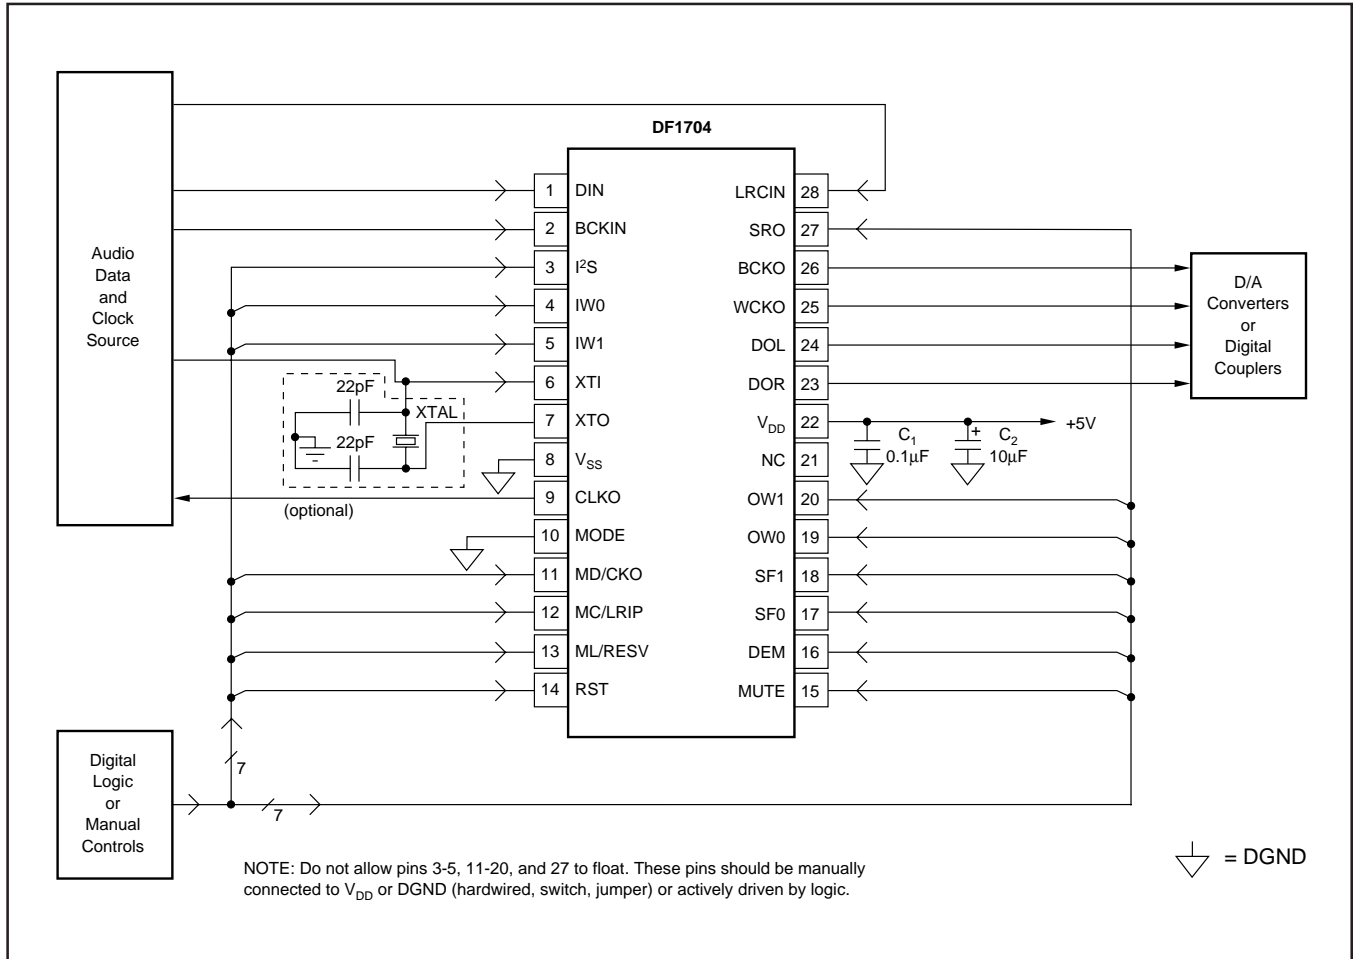 DF1704
Audio
Data
and
Clock
Source
1 DIN
2 BCKIN
3 I²S
4 IW0
5 IW1
6 XTI
7 XTO
8 V_SS
9 CLKO
10 MODE
11 MD/CKO
12 MC/LRIP
13 ML/RESV
14 RST
LRCIN 28
SRO 27
BCKO 26
WCKO 25
DOL 24
DOR 23
V_DD 22
NC 21
OW1 20
OW0 19
SF1 18
SF0 17
DEM 16
MUTE 15
22pF
XTAL
22pF
(optional)
D/A
Converters
or
Digital
Couplers
+5V
C₁
0.1µF
+
C₂
10µF
Digital
Logic
or
Manual
Controls
7
7
NOTE: Do not allow pins 3-5, 11-20, and 27 to float. These pins should be manually
connected to V_DD or DGND (hardwired, switch, jumper) or actively driven by logic.
= DGND